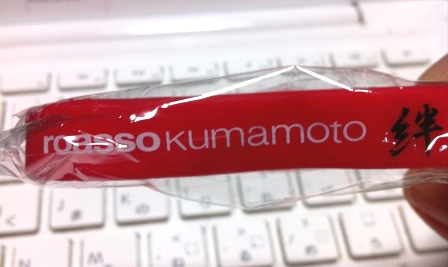 roasso kumamoto 絆